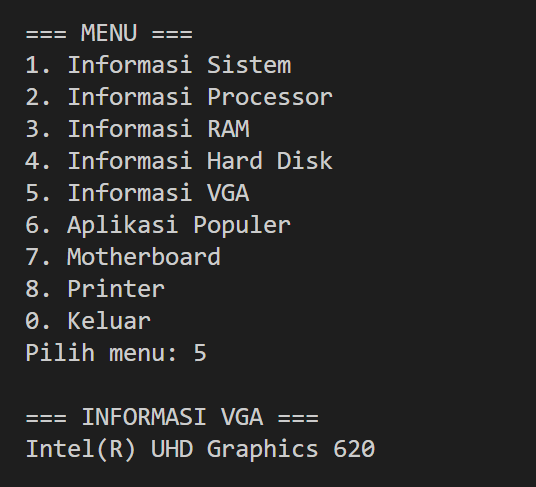 === MENU ===
1. Informasi Sistem
2. Informasi Processor
3. Informasi RAM
4. Informasi Hard Disk
5. Informasi VGA
6. Aplikasi Populer
7. Motherboard
8. Printer
0. Keluar
Pilih menu: 5
=== INFORMASI VGA ===
Intel(R) UHD Graphics 620